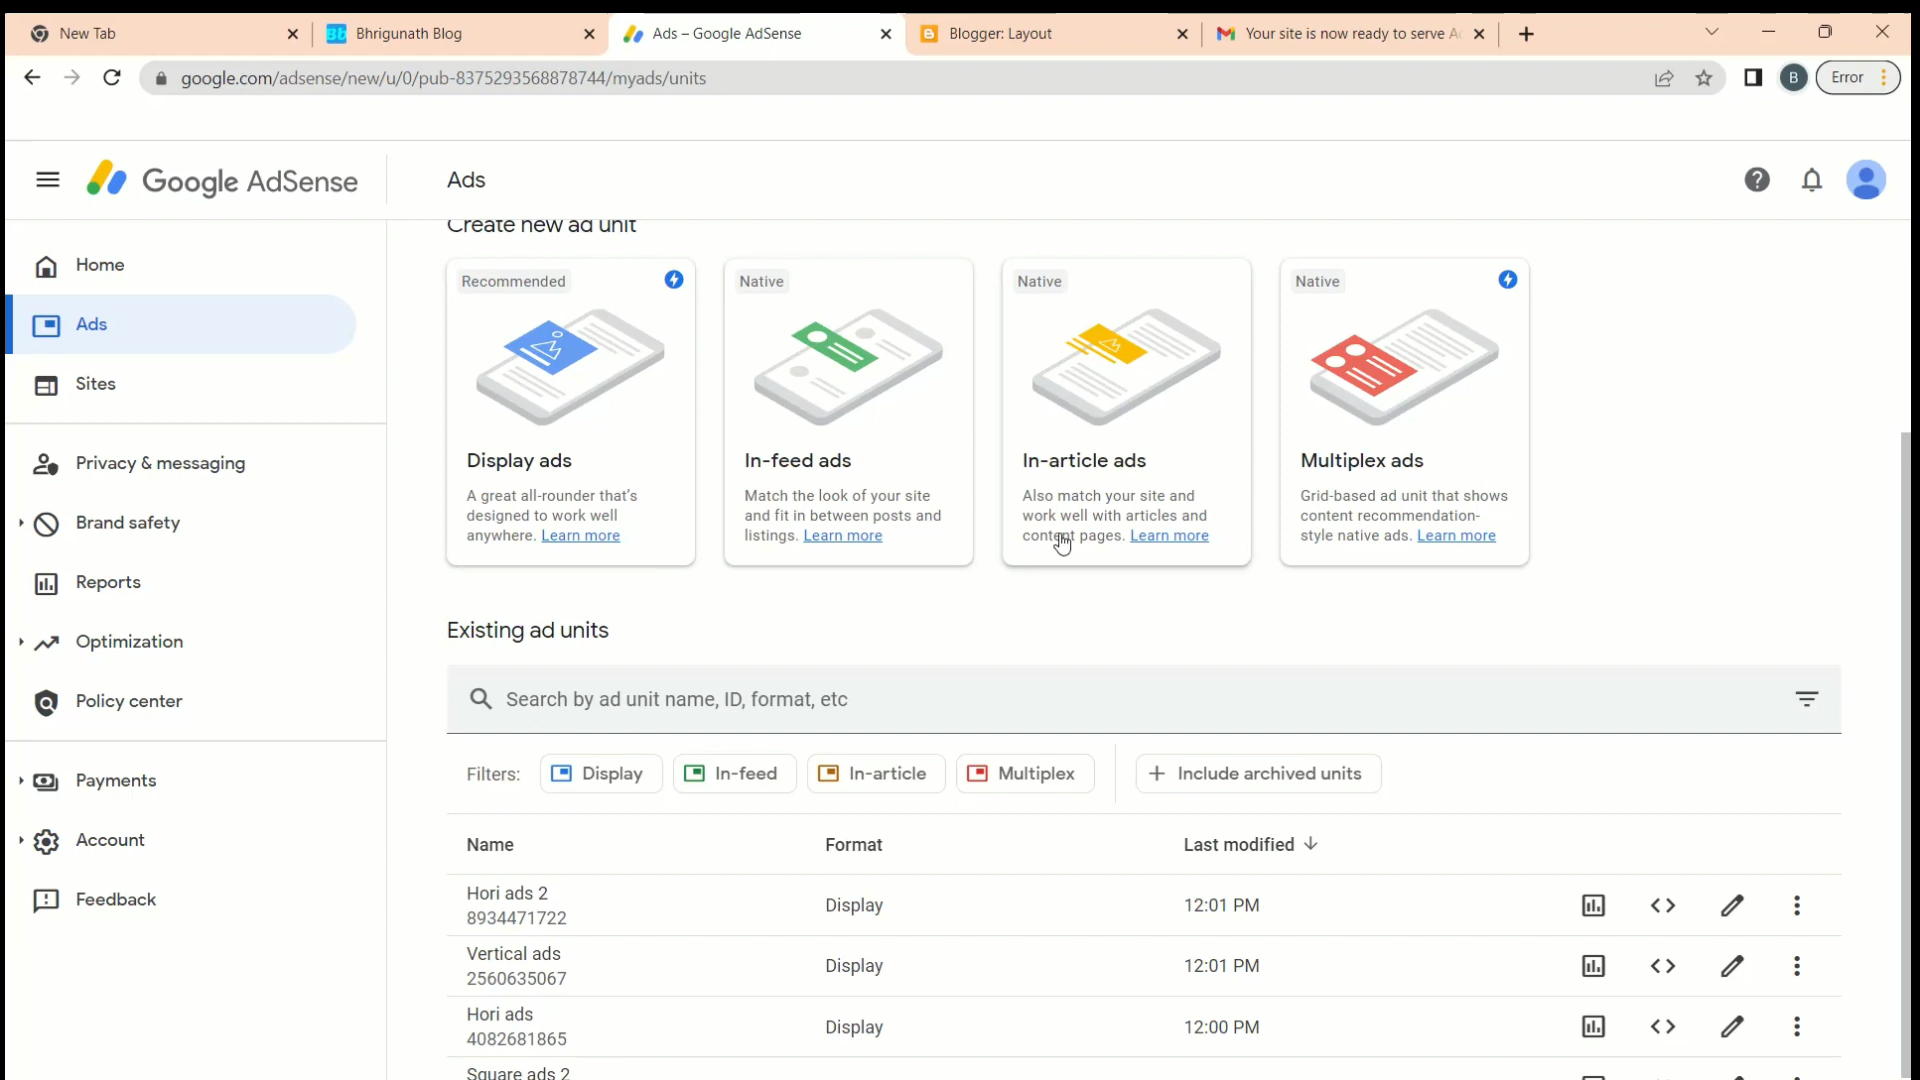 New Tab
Bhrigunath Blog
Ads – Google AdSense
Blogger: Layout
Your site is now ready to serve A
google.com/adsense/new/u/0/pub-8375293568878744/myads/units
B
Error
Google AdSense
Ads
Home
Ads
Sites
Privacy & messaging
Brand safety
Reports
Optimization
Policy center
Payments
Account
Feedback
Create new ad unit
Recommended
Display ads
A great all-rounder that's
designed to work well
anywhere. Learn more
Native
In-feed ads
Match the look of your site
and fit in between posts and
listings. Learn more
Native
In-article ads
Also match your site and
work well with articles and
content pages. Learn more
Native
Multiplex ads
Grid-based ad unit that shows
content recommendation-
style native ads. Learn more
Existing ad units
Search by ad unit name, ID, format, etc
Filters: Display In-feed In-article Multiplex + Include archived units
Name Format Last modified
Hori ads 2
8934471722
Display 12:01 PM
Vertical ads
2560635067
Display 12:01 PM
Hori ads
4082681865
Display 12:00 PM
Square ads 2